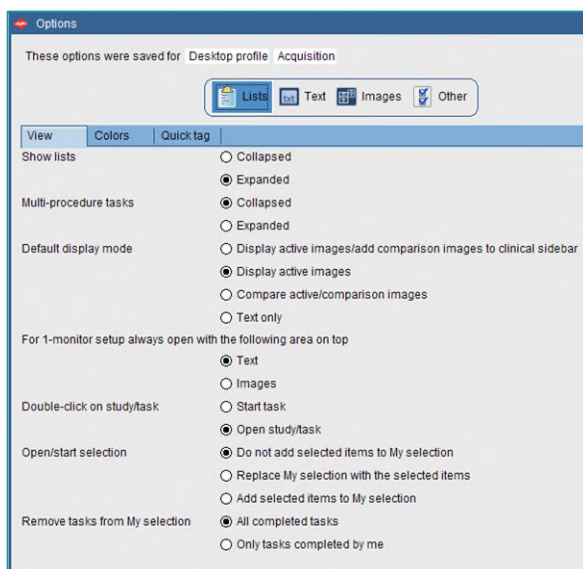 Options
These options were saved for Desktop profile Acquisition
Lists Text Images Other
View Colors Quick tag
Show lists Collapsed
Expanded
Multi-procedure tasks Collapsed
Expanded
Default display mode Display active images/add comparison images to clinical sidebar
Display active images
Compare active/comparison images
Text only
For 1-monitor setup always open with the following area on top
Text
Images
Double-click on study/task Start task
Open study/task
Open/start selection Do not add selected items to My selection
Replace My selection with the selected items
Add selected items to My selection
Remove tasks from My selection All completed tasks
Only tasks completed by me